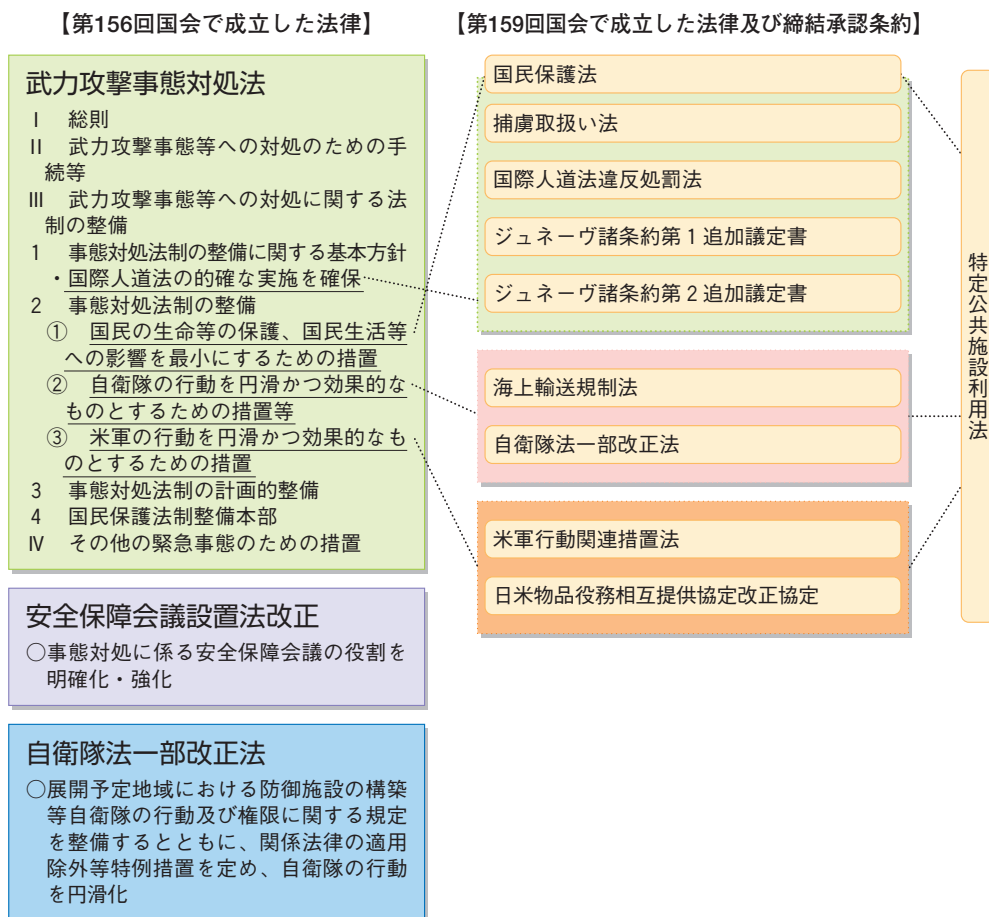 【第156回国会で成立した法律】
武力攻撃事態対処法
Ⅰ 総則
Ⅱ 武力攻撃事態等への対処のための手
続等
Ⅲ 武力攻撃事態等への対処に関する法
制の整備
1 事態対処法制の整備に関する基本方針
・国際人道法の的確な実施を確保
2 事態対処法制の整備
① 国民の生命等の保護、国民生活等
への影響を最小にするための措置
② 自衛隊の行動を円滑かつ効果的な
ものとするための措置等
③ 米軍の行動を円滑かつ効果的なも
のとするための措置
3 事態対処法制の計画的整備
4 国民保護法制整備本部
Ⅳ その他の緊急事態のための措置
安全保障会議設置法改正
○事態対処に係る安全保障会議の役割を
明確化・強化
自衛隊法一部改正法
○展開予定地域における防御施設の構築
等自衛隊の行動及び権限に関する規定
を整備するとともに、関係法律の適用
除外等特例措置を定め、自衛隊の行動
を円滑化
【第159回国会で成立した法律及び締結承認条約】
国民保護法
捕虜取扱い法
国際人道法違反処罰法
ジュネーヴ諸条約第1追加議定書
ジュネーヴ諸条約第2追加議定書
海上輸送規制法
自衛隊法一部改正法
米軍行動関連措置法
日米物品役務相互提供協定改正協定
特定公共施設利用法